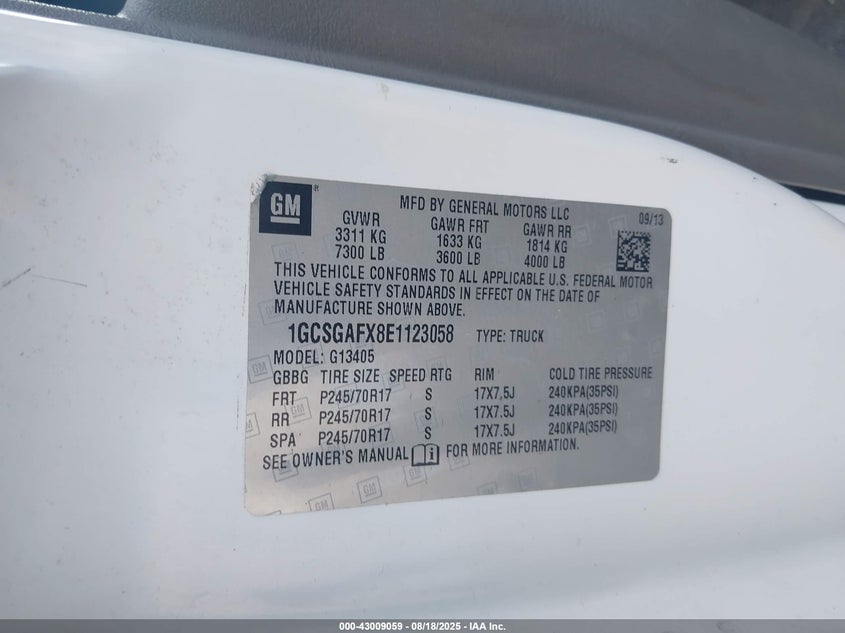 GM ®
MFD BY GENERAL MOTORS LLC 09/13
GVWR GAWR FRT GAWR RR
3311 KG 1633 KG 1814 KG
7300 LB 3600 LB 4000 LB
THIS VEHICLE CONFORMS TO ALL APPLICABLE U.S. FEDERAL MOTOR
VEHICLE SAFETY STANDARDS IN EFFECT ON THE DATE OF
MANUFACTURE SHOWN ABOVE.
1GCSGAFX8E1123058 TYPE: TRUCK
MODEL: G13405
GBBG TIRE SIZE SPEED RTG RIM COLD TIRE PRESSURE
FRT P245/70R17 S 17X7.5J 240KPA(35PSI)
RR P245/70R17 S 17X7.5J 240KPA(35PSI)
SPA P245/70R17 S 17X7.5J 240KPA(35PSI)
SEE OWNER'S MANUAL FOR MORE INFORMATION.
000-43009059 - 08/18/2025 - IAA Inc.